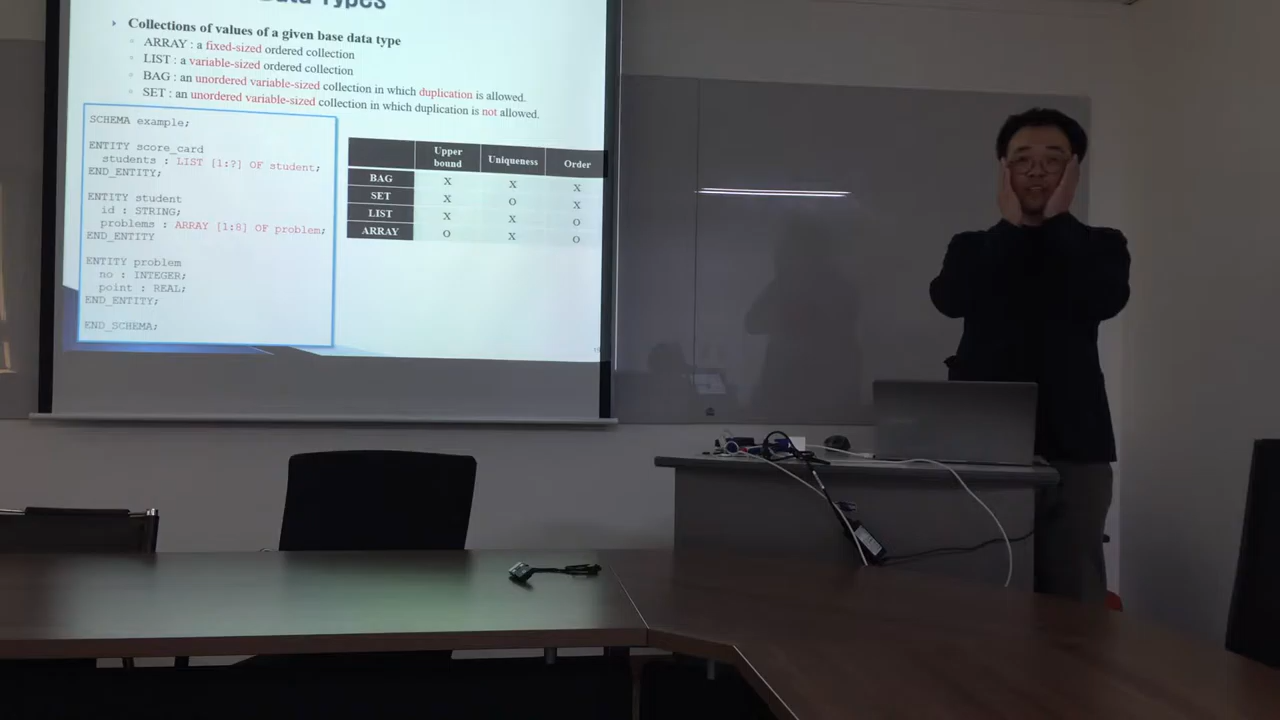 Data Types
Collections of values of a given base data type
ARRAY : a fixed-sized ordered collection
LIST : a variable-sized ordered collection
BAG : an unordered variable-sized collection in which duplication is allowed.
SET : an unordered variable-sized collection in which duplication is not allowed.
SCHEMA example;
ENTITY score_card
students : LIST [1:?] OF student;
END_ENTITY;
ENTITY student
id : STRING;
problems : ARRAY [1:8] OF problem;
END_ENTITY
ENTITY problem
no : INTEGER;
point : REAL;
END_ENTITY;
END_SCHEMA;
Upper bound Uniqueness Order
BAG X X X
SET X O X
LIST X X O
ARRAY O X O